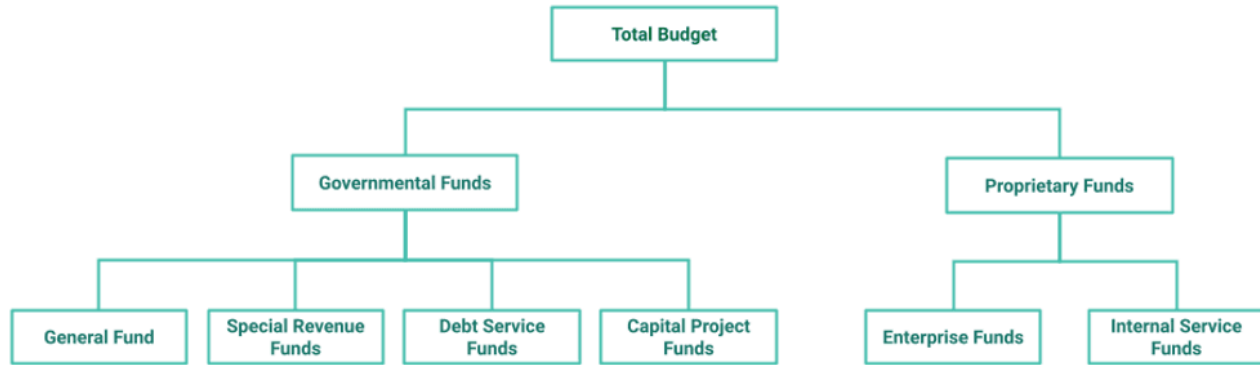 Total Budget
Governmental Funds
Proprietary Funds
General Fund
Special Revenue
Funds
Debt Service
Funds
Capital Project
Funds
Enterprise Funds
Internal Service
Funds